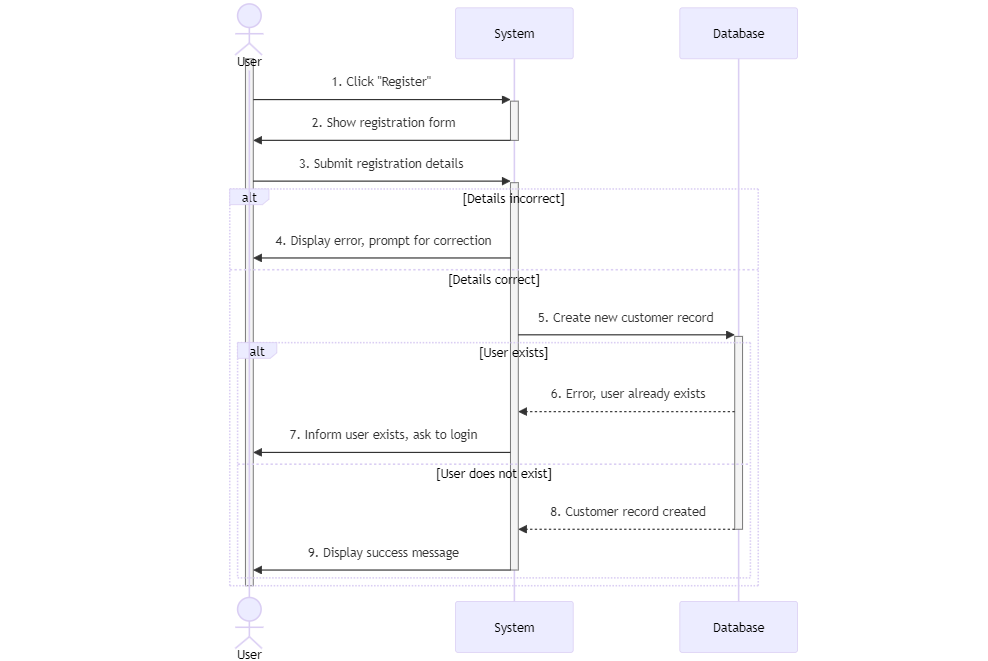 User
System
Database
1. Click "Register"
2. Show registration form
3. Submit registration details
alt
[Details incorrect]
4. Display error, prompt for correction
[Details correct]
5. Create new customer record
alt
[User exists]
6. Error, user already exists
7. Inform user exists, ask to login
[User does not exist]
8. Customer record created
9. Display success message
User
System
Database